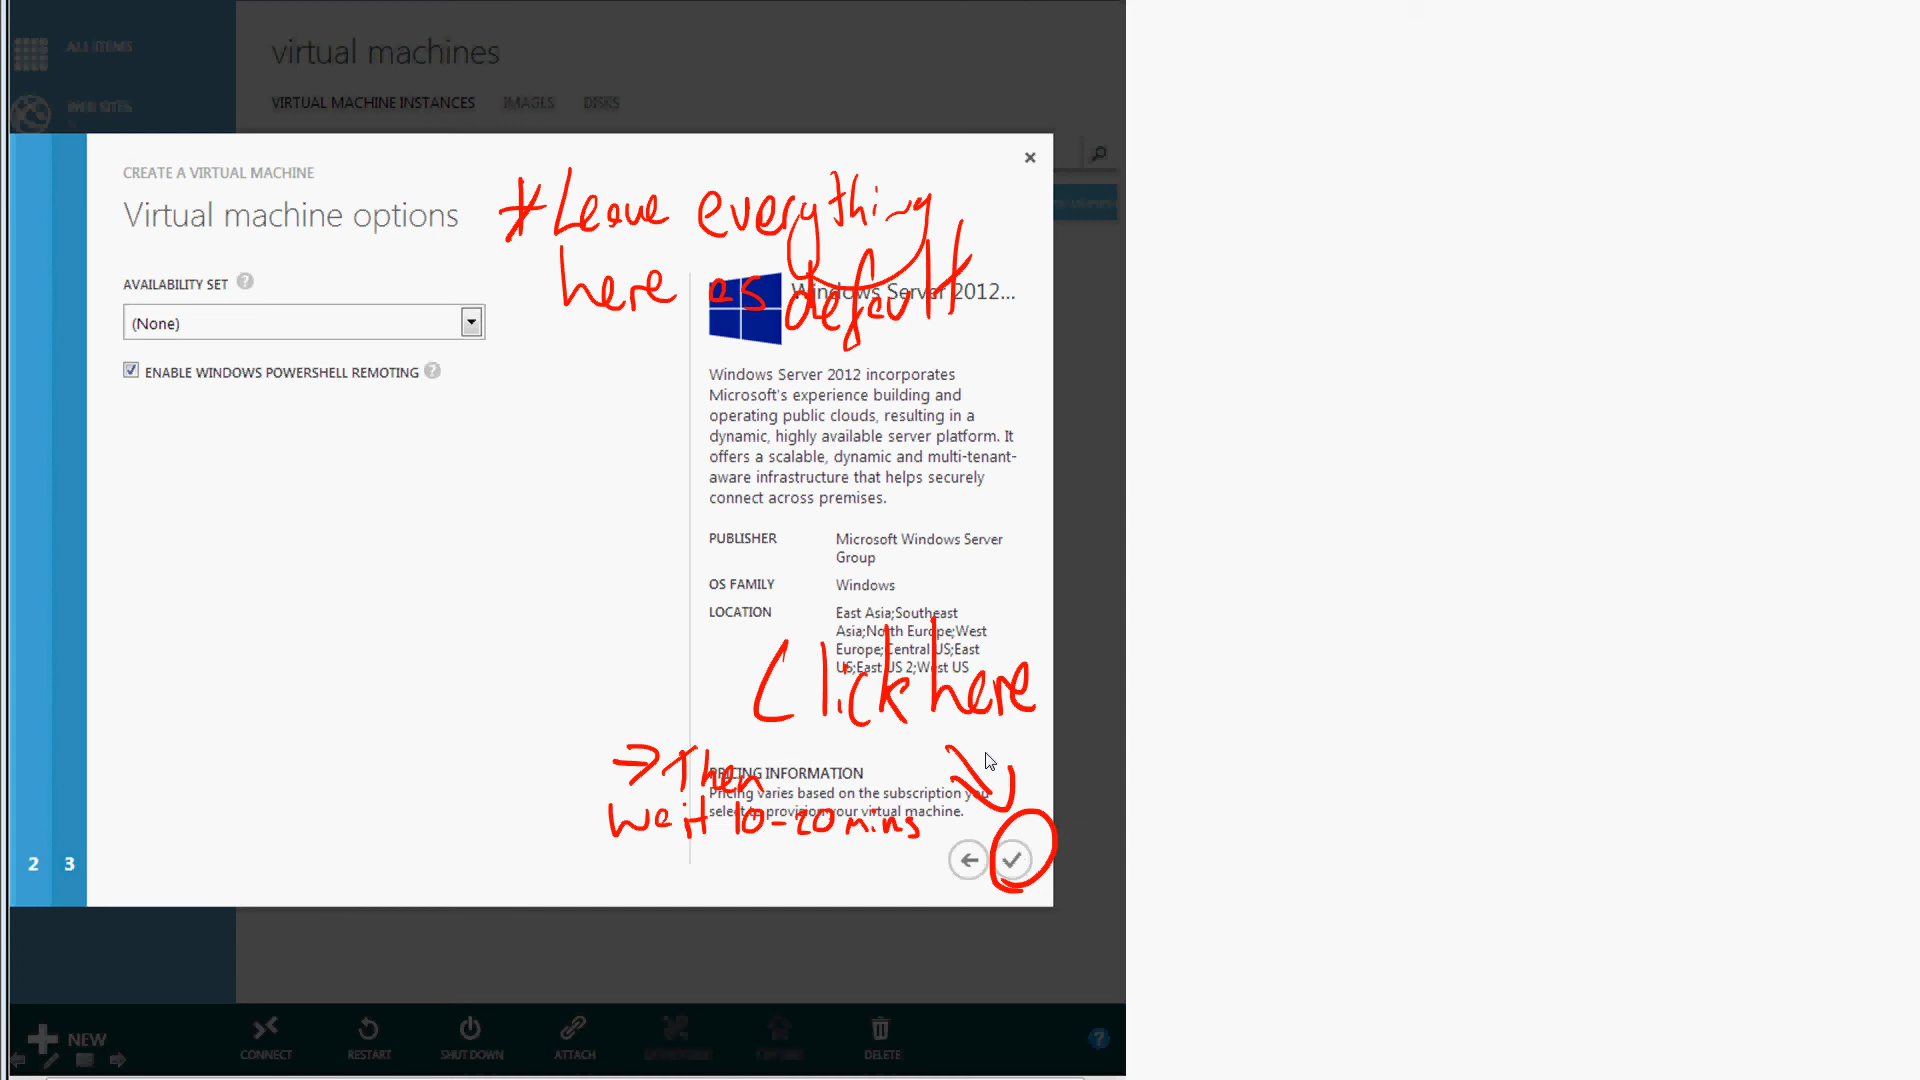 ALL ITEMS
WEB SITES
virtual machines
VIRTUAL MACHINE INSTANCES IMAGES DISKS
CREATE A VIRTUAL MACHINE
Virtual machine options
* Leave everything
here as default
AVAILABILITY SET ?
(None)
ENABLE WINDOWS POWERSHELL REMOTING ?
Windows Server 2012...
Windows Server 2012 incorporates
Microsoft's experience building and
operating public clouds, resulting in a
dynamic, highly available server platform. It
offers a scalable, dynamic and multi-tenant-
aware infrastructure that helps securely
connect across premises.
PUBLISHER Microsoft Windows Server
Group
OS FAMILY Windows
LOCATION East Asia;Southeast
Asia;North Europe;West
Europe;Central US;East
US;East US 2;West US
Click here
PRICING INFORMATION
Pricing varies based on the subscription you
select to provision your virtual machine.
=> Then
wait 10-20 mins
2 3
NEW
CONNECT RESTART SHUT DOWN ATTACH DELETE
?